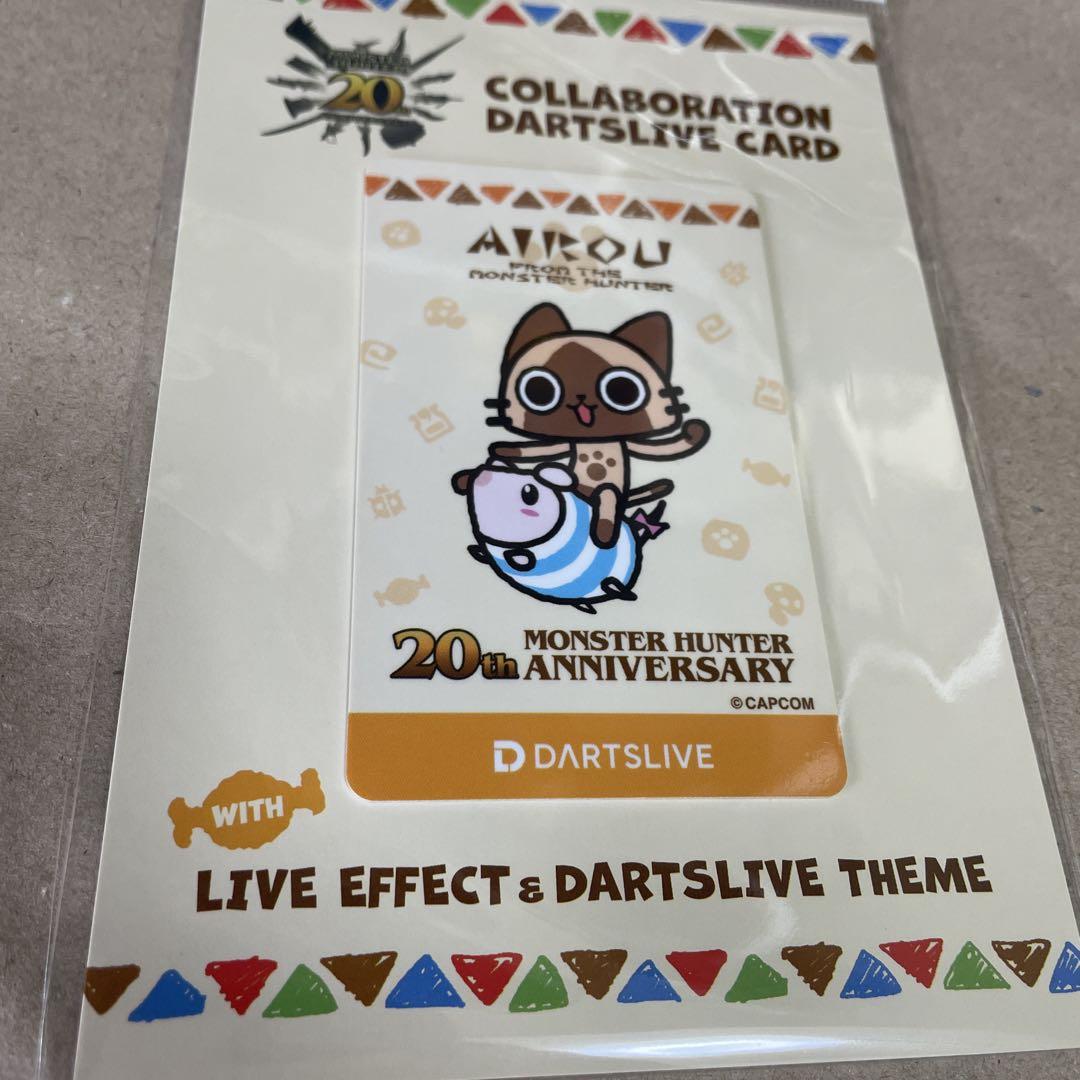 20th
COLLABORATION
DARTSLIVE CARD
AIROU
FROM THE
MONSTER HUNTER
20th MONSTER HUNTER
ANNIVERSARY
©CAPCOM
DARTSLIVE
WITH
LIVE EFFECT & DARTSLIVE THEME